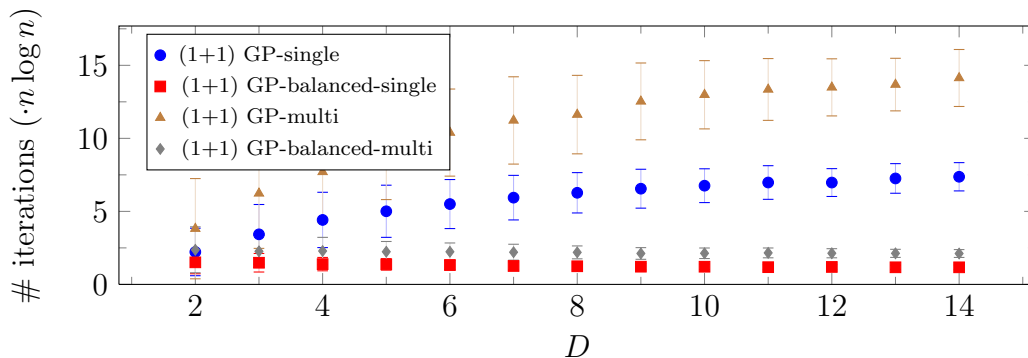 # iterations (·n log n)
15
10
5
0
(1+1) GP-single
(1+1) GP-balanced-single
(1+1) GP-multi
(1+1) GP-balanced-multi
2 4 6 8 10 12 14
D